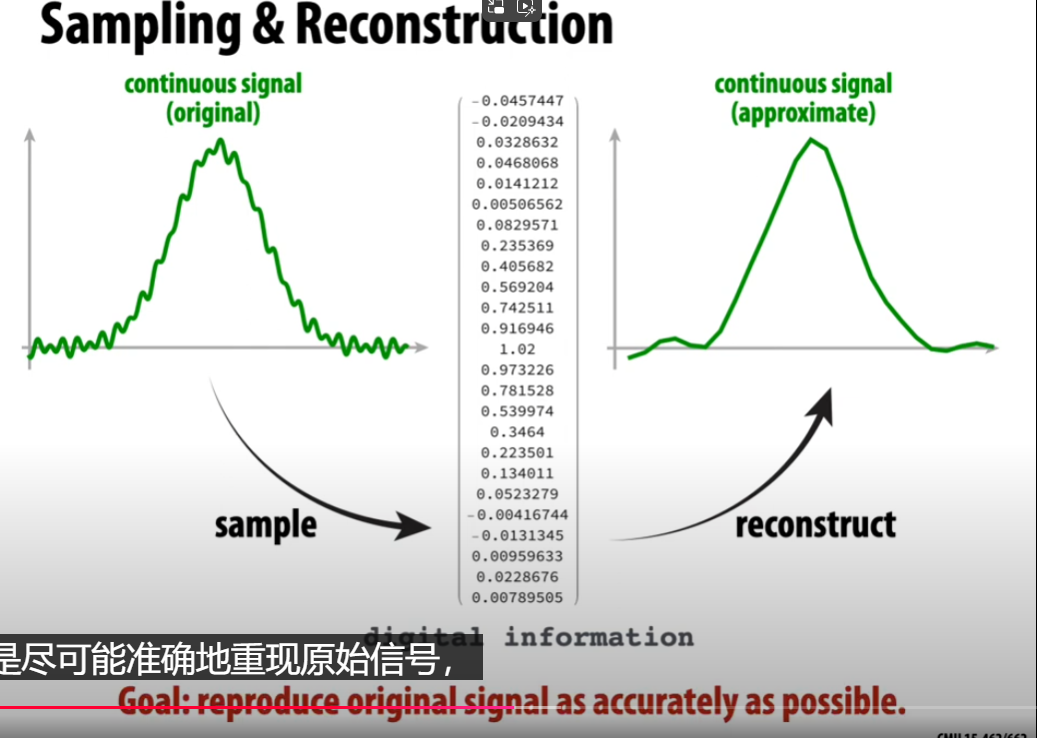 Sampling & Reconstruction
continuous signal
(original)
continuous signal
(approximate)
-0.0457447
-0.0209434
0.0328632
0.0468068
0.0141212
0.00506562
0.0829571
0.235369
0.405682
0.569204
0.742511
0.916946
1.02
0.973226
0.781528
0.539974
0.3464
0.223501
0.134011
0.0523279
-0.00416744
-0.0131345
0.00959633
0.0228676
0.00789505
sample
reconstruct
digital information
是尽可能准确地重现原始信号，
Goal: reproduce original signal as accurately as possible.